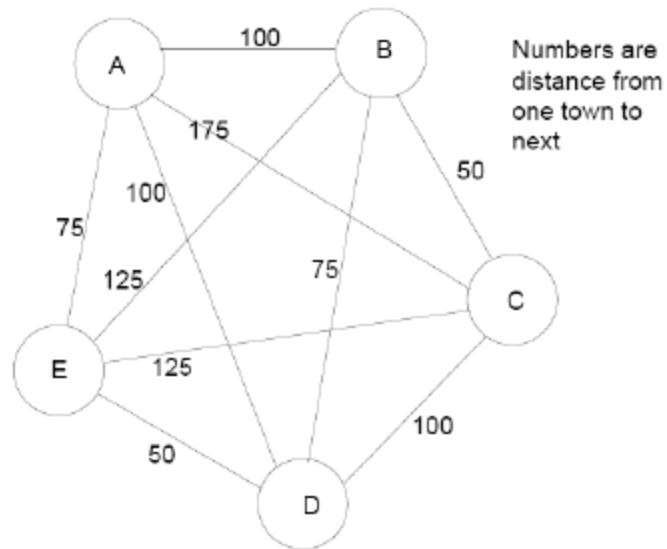 100
A
B
Numbers are
distance from
one town to
next
175
50
100
75
125
75
C
E
125
100
50
D